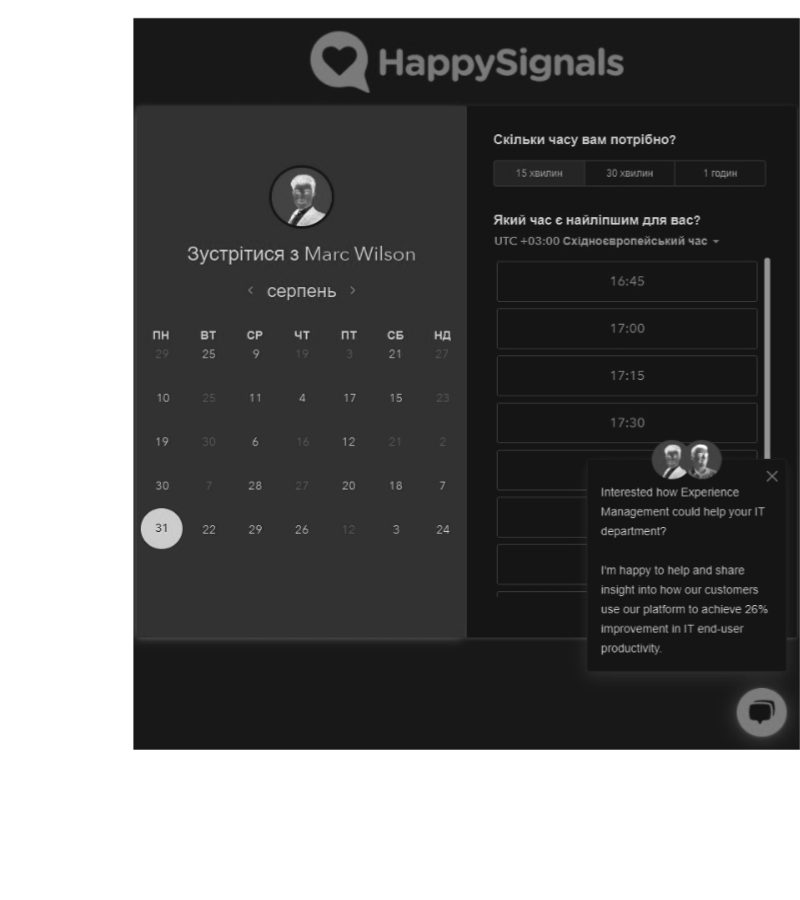 HappySignals
Зустрітися з Marc Wilson
серпень
ПН ВТ СР ЧТ ПТ СБ НД
29 25 9 19 3 21 27
10 25 11 4 17 15 23
19 30 6 16 12 21 2
30 7 28 27 20 18 7
31 22 29 26 12 3 24
Скільки часу вам потрібно?
15 хвилин 30 хвилин 1 годин
Який час є найліпшим для вас?
UTC +03:00 Східноєвропейський час
16:45
17:00
17:15
17:30
Interested how Experience
Management could help your IT
department?
I'm happy to help and share
insight into how our customers
use our platform to achieve 26%
improvement in IT end-user
productivity.